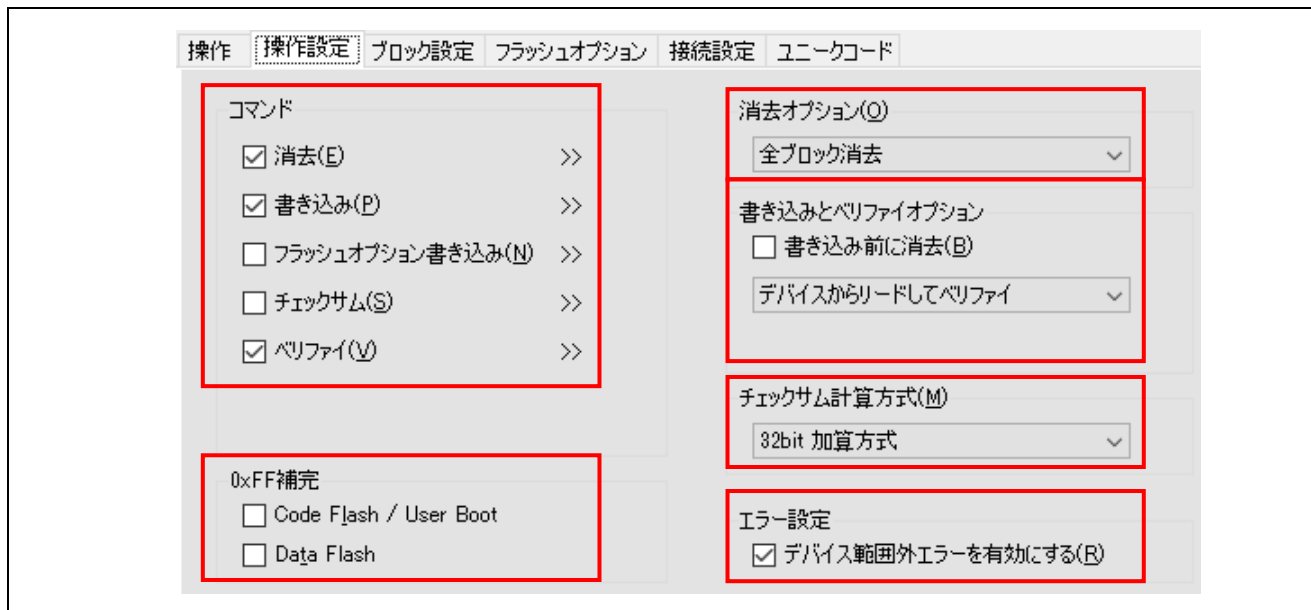 操作 操作設定 ブロック設定 フラッシュオプション 接続設定 ユニークコード
コマンド
消去(E) >>
書き込み(P) >>
フラッシュオプション書き込み(N) >>
チェックサム(S) >>
ベリファイ(V) >>
0xFF補完
Code Flash / User Boot
Data Flash
消去オプション(O)
全ブロック消去
書き込みとベリファイオプション
書き込み前に消去(B)
デバイスからリードしてベリファイ
チェックサム計算方式(M)
32bit 加算方式
エラー設定
デバイス範囲外エラーを有効にする(R)